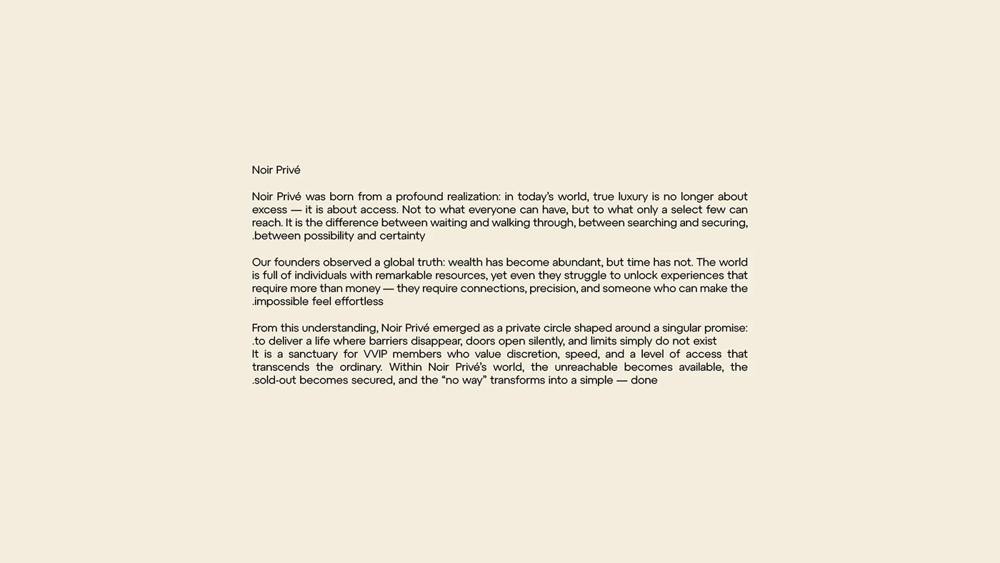 Noir Privé
Noir Privé was born from a profound realization: in today's world, true luxury is no longer about
excess — it is about access. Not to what everyone can have, but to what only a select few can
reach. It is the difference between waiting and walking through, between searching and securing,
.between possibility and certainty
Our founders observed a global truth: wealth has become abundant, but time has not. The world
is full of individuals with remarkable resources, yet even they struggle to unlock experiences that
require more than money — they require connections, precision, and someone who can make the
.impossible feel effortless
From this understanding, Noir Privé emerged as a private circle shaped around a singular promise:
.to deliver a life where barriers disappear, doors open silently, and limits simply do not exist
It is a sanctuary for VVIP members who value discretion, speed, and a level of access that
transcends the ordinary. Within Noir Privé's world, the unreachable becomes available, the
.sold-out becomes secured, and the “no way” transforms into a simple — done